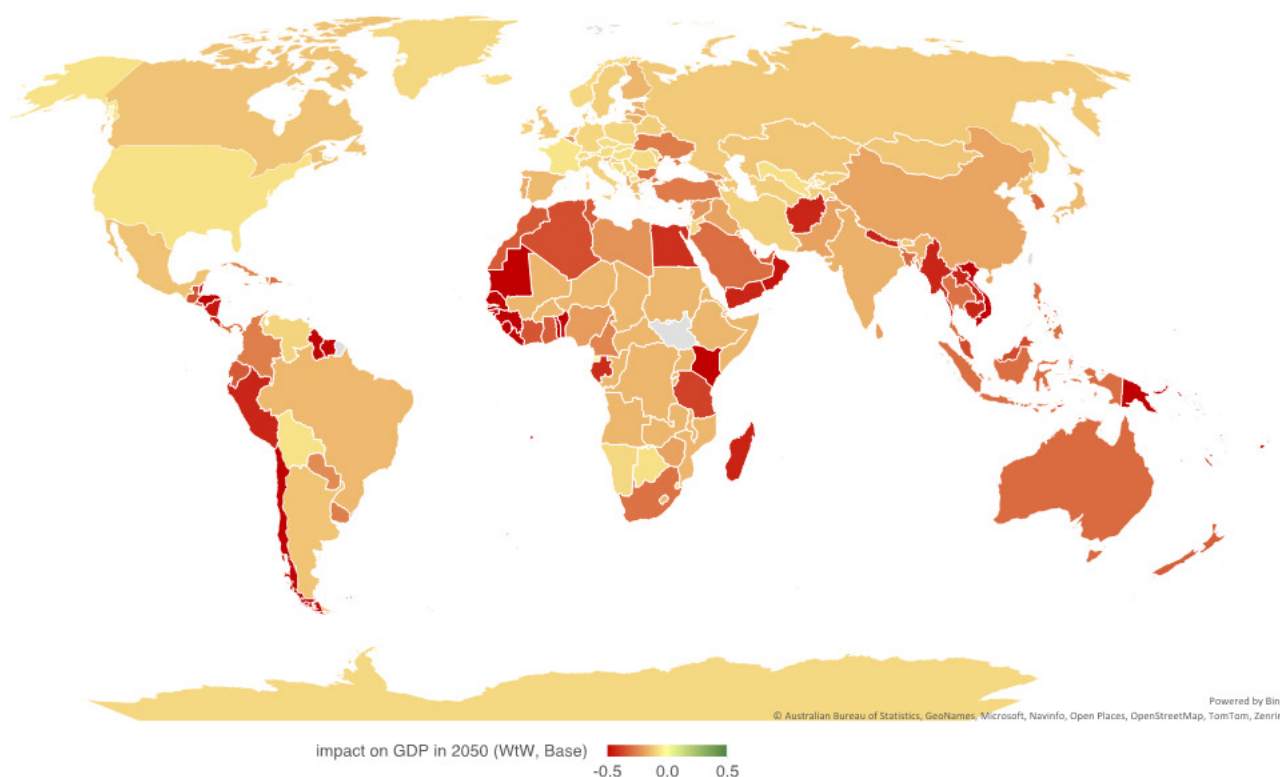 Powered by Bin
© Australian Bureau of Statistics, GeoNames, Microsoft, Navinfo, Open Places, OpenStreetMap, TomTom, Zenrin
impact on GDP in 2050 (WtW, Base)
-0.5 0.0 0.5